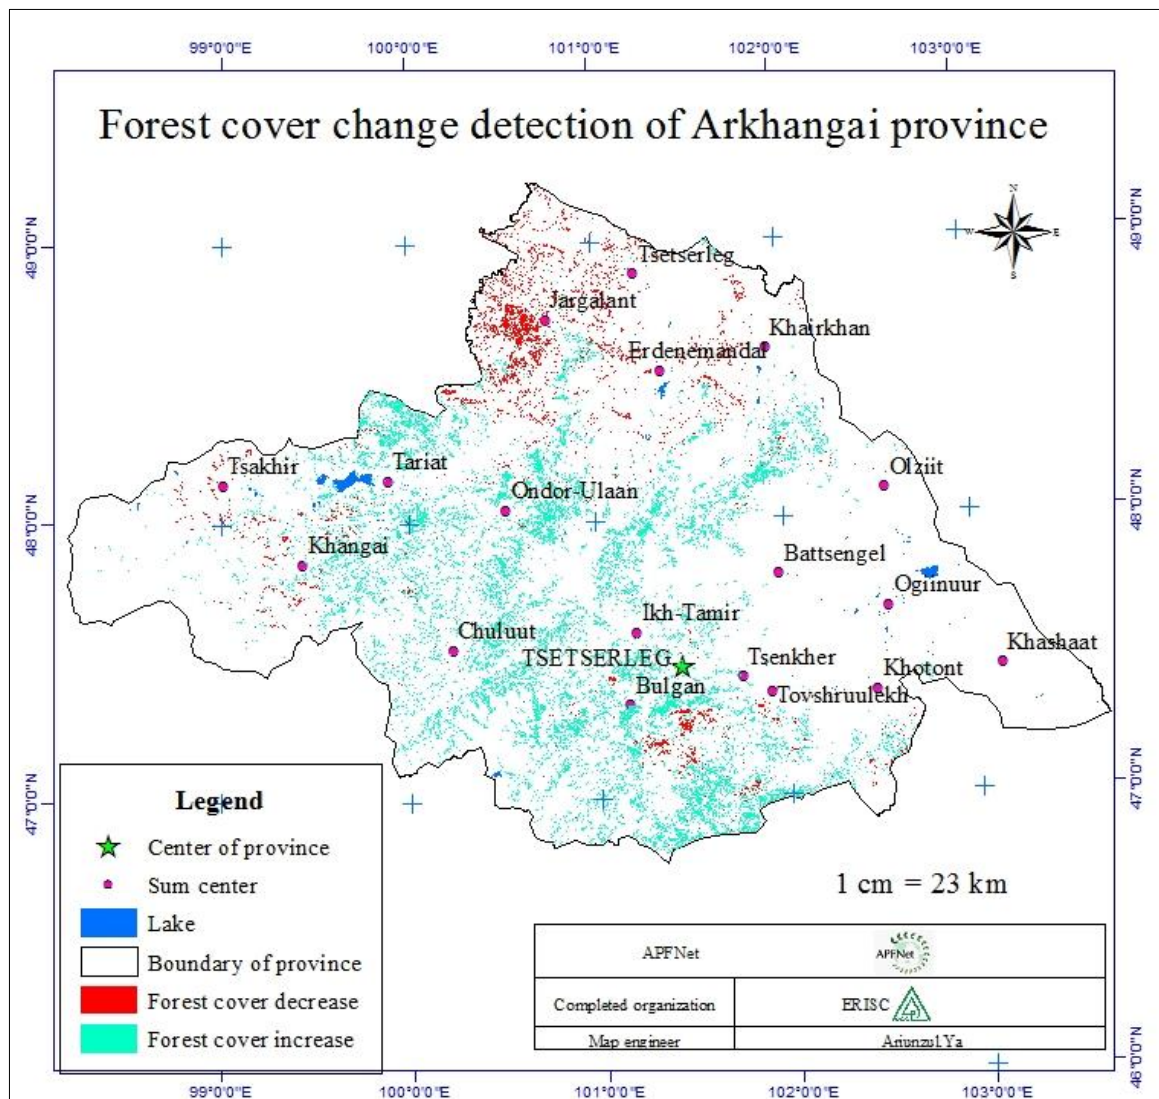 99°0'0"E 100°0'0"E 101°0'0"E 102°0'0"E 103°0'0"E
Forest cover change detection of Arkhangai province
N
W E
S
49°0'0"N 49°0'0"N
Tsetserleg
Jargalant
Khairkhan
Erdenemandal
Tsakhir
Tariat
Olziit
Ondor-Ulaan
48°0'0"N 48°0'0"N
Khangai
Battsengel
Ogiinuur
Ikh-Tamir
Chuluut
Khashaat
TSETSERLEG
Tsenkher
Khotont
Bulgan
Tovshruulekh
47°0'0"N 47°0'0"N
Legend
Center of province
Sum center
Lake
Boundary of province
Forest cover decrease
Forest cover increase
1 cm = 23 km
APFNet
APFNet
Completed organization ERISC
Map engineer Ariunzul.Ya
46°0'0"N
99°0'0"E 100°0'0"E 101°0'0"E 102°0'0"E 103°0'0"E